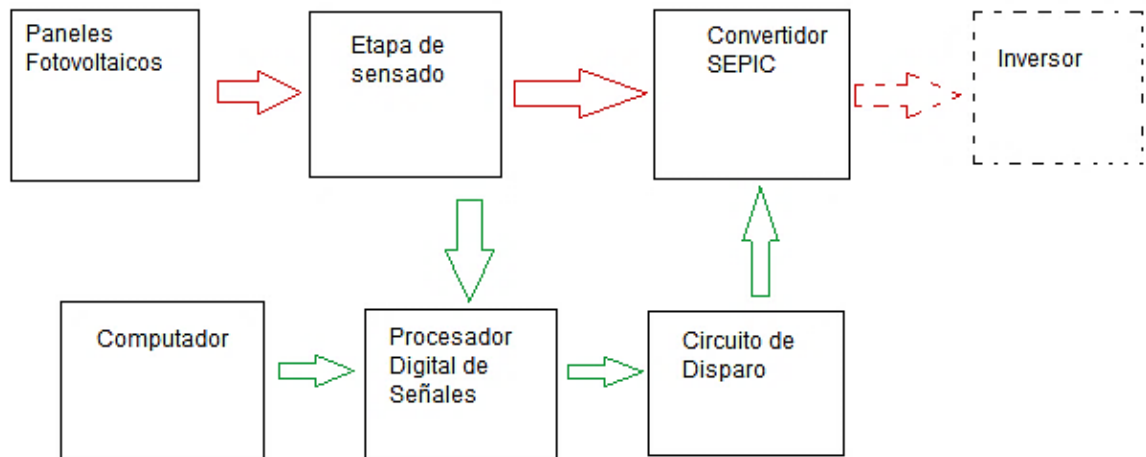 Paneles
Fotovoltaicos
Etapa de
sensado
Convertidor
SEPIC
Inversor
Computador
Procesador
Digital de
Señales
Circuito de
Disparo